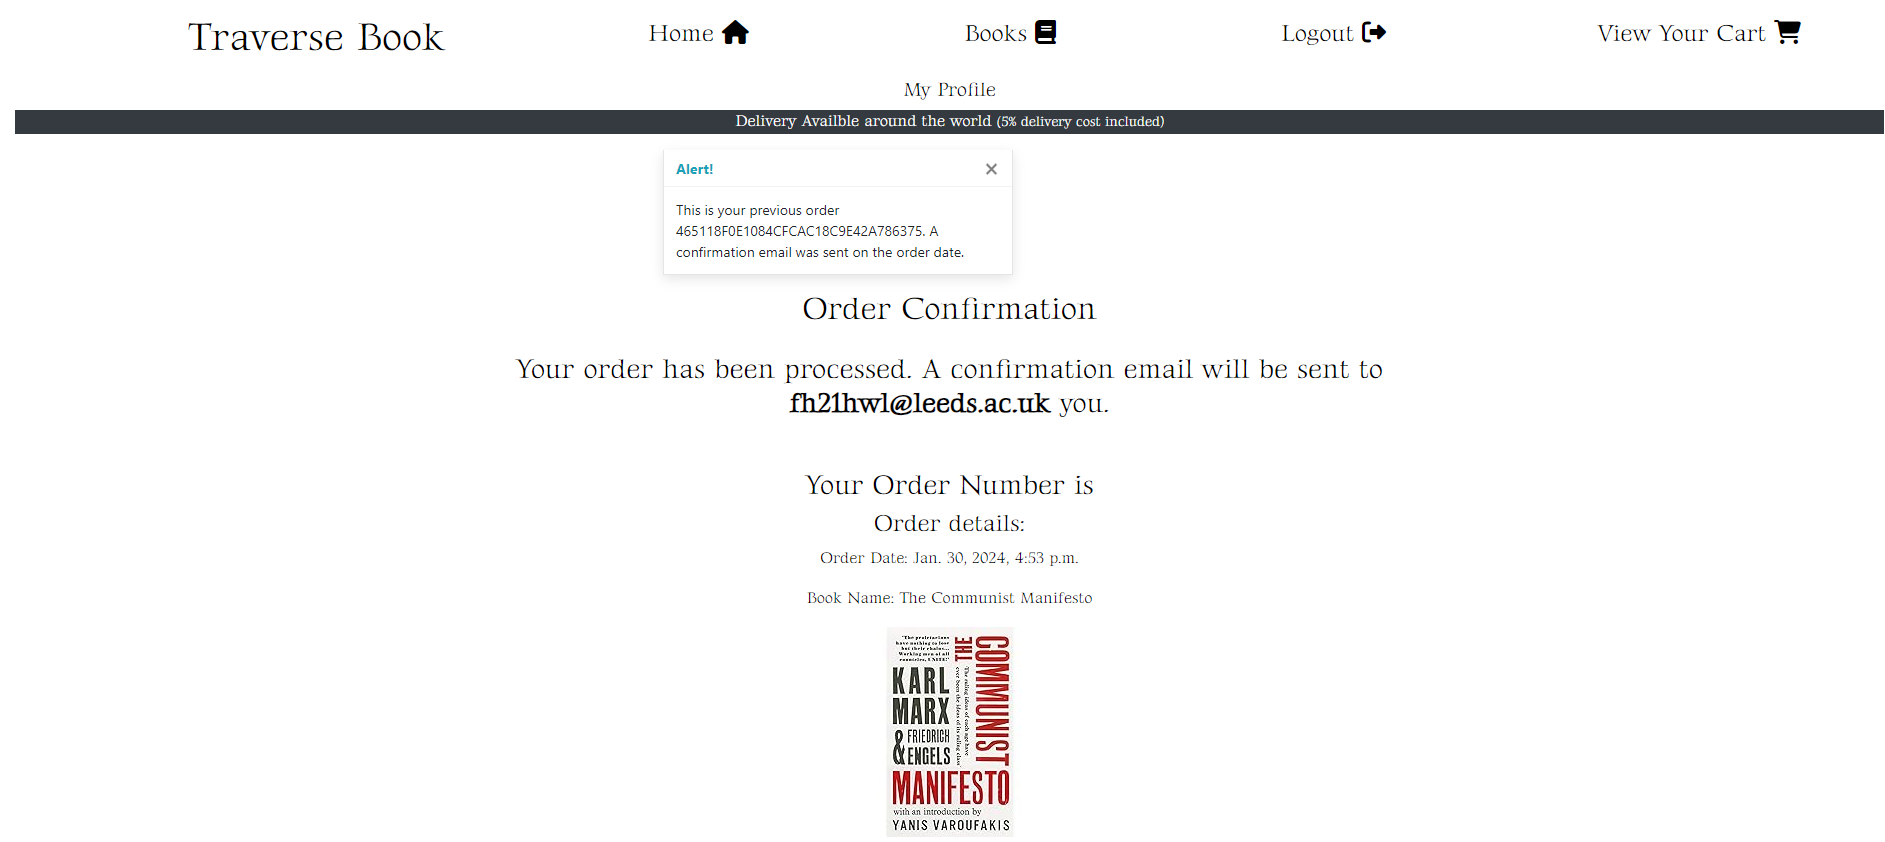 Traverse Book
Home
Books
Logout
View Your Cart
My Profile
Delivery Availble around the world (5% delivery cost included)
Alert!
This is your previous order
465118F0E1084CFCAC18C9E42A786375. A
confirmation email was sent on the order date.
Order Confirmation
Your order has been processed. A confirmation email will be sent to
fh21hwl@leeds.ac.uk you.
Your Order Number is
Order details:
Order Date: Jan. 30, 2024, 4:53 p.m.
Book Name: The Communist Manifesto
'The proletarians
have nothing to lose
but their chains...
Working men of all
countries, UNITE!'
KARL
MARX
& FRIEDRICH
ENGELS
THE
COMMUNIST
'The ruling ideas of each age have
ever been the ideas of its ruling class'
MANIFESTO
with an introduction by
YANIS VAROUFAKIS